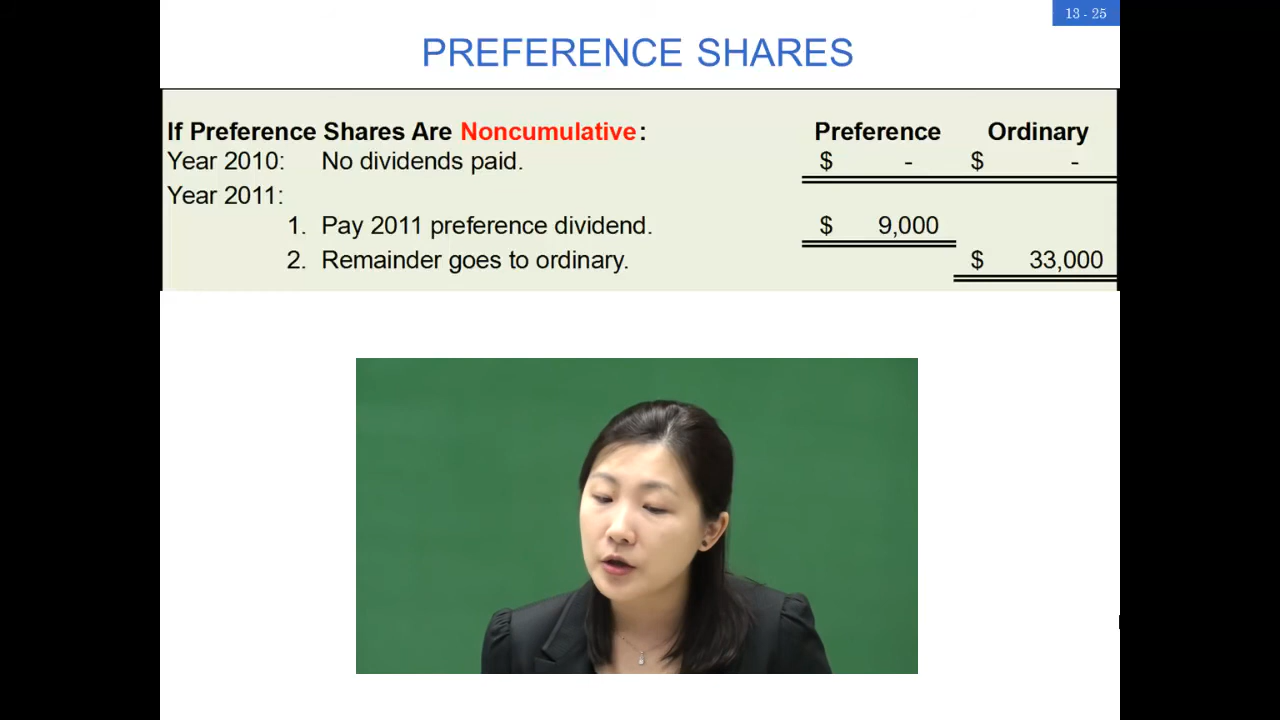 13 - 25
PREFERENCE SHARES
If Preference Shares Are Noncumulative: Preference Ordinary
Year 2010: No dividends paid. $ - $ -
Year 2011:
1. Pay 2011 preference dividend. $ 9,000
2. Remainder goes to ordinary. $ 33,000